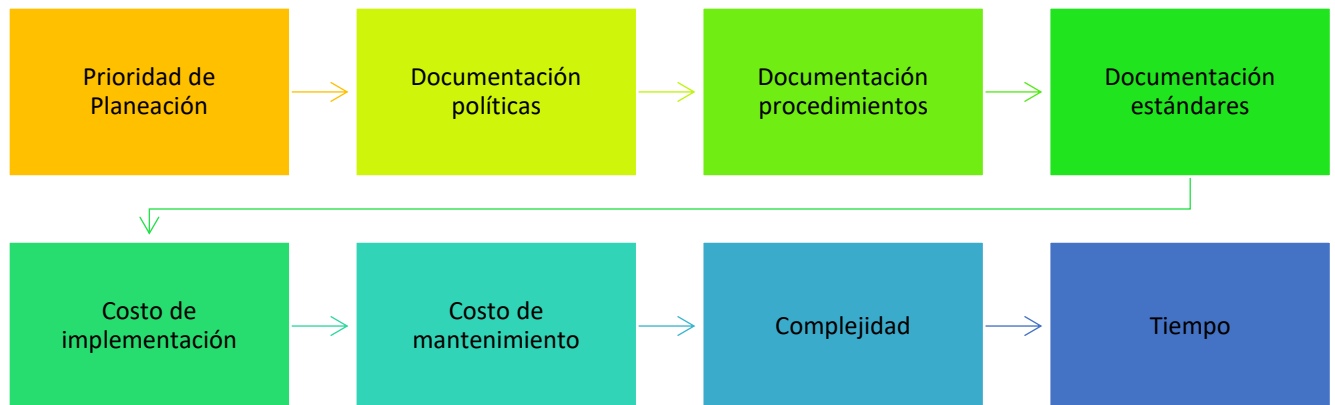 Prioridad de
Planeación
Documentación
políticas
Documentación
procedimientos
Documentación
estándares
Costo de
implementación
Costo de
mantenimiento
Complejidad
Tiempo